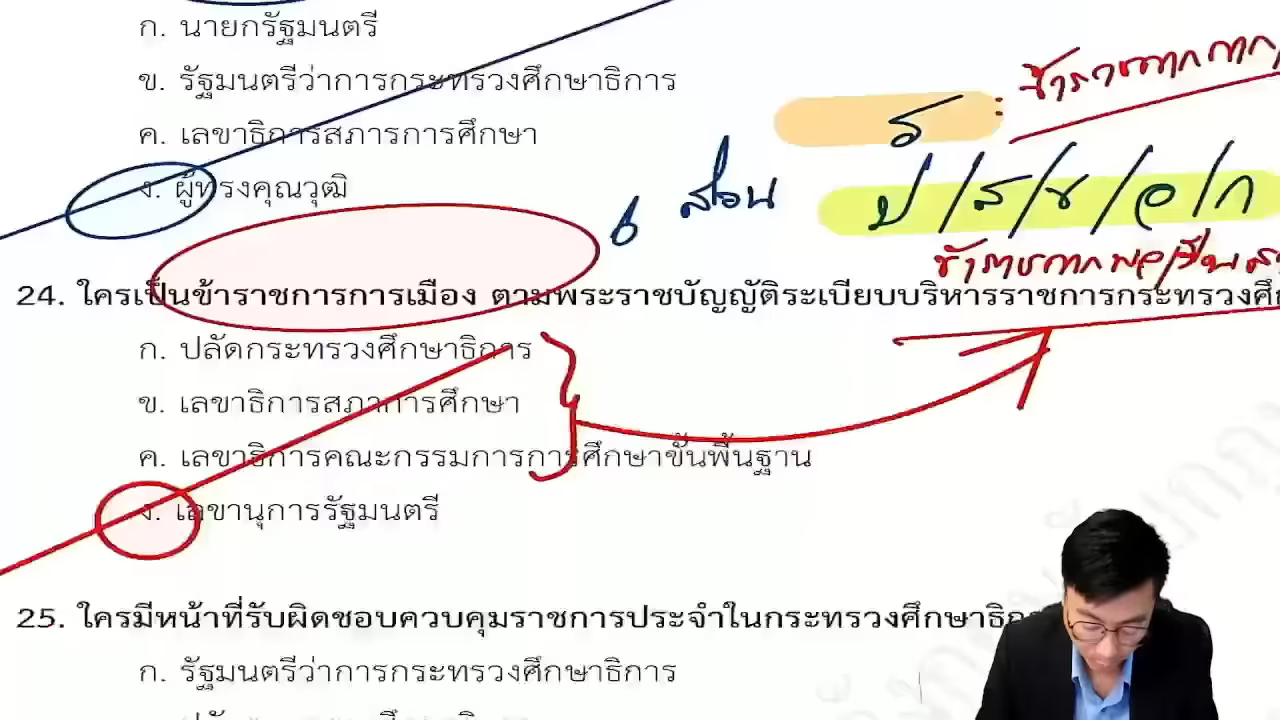 ก. นายกรัฐมนตรี
ข. รัฐมนตรีว่าการกระทรวงศึกษาธิการ
ค. เลขาธิการสภารการศึกษา
ง. ผู้ทรงคุณวุฒิ
6 ส่วน
ร :
ป / ส / ข / อ / ก
24. ใครเป็นข้าราชการการเมือง ตามพระราชบัญญัติระเบียบบริหารราชการกระทรวงศึ
ก. ปลัดกระทรวงศึกษาธิการ
ข. เลขาธิการสภาการศึกษา
ค. เลขาธิการคณะกรรมการการศึกษาขั้นพื้นฐาน
ง. เลขานุการรัฐมนตรี
25. ใครมีหน้าที่รับผิดชอบควบคุมราชการประจำในกระทรวงศึกษาธิก
ก. รัฐมนตรีว่าการกระทรวงศึกษาธิการ